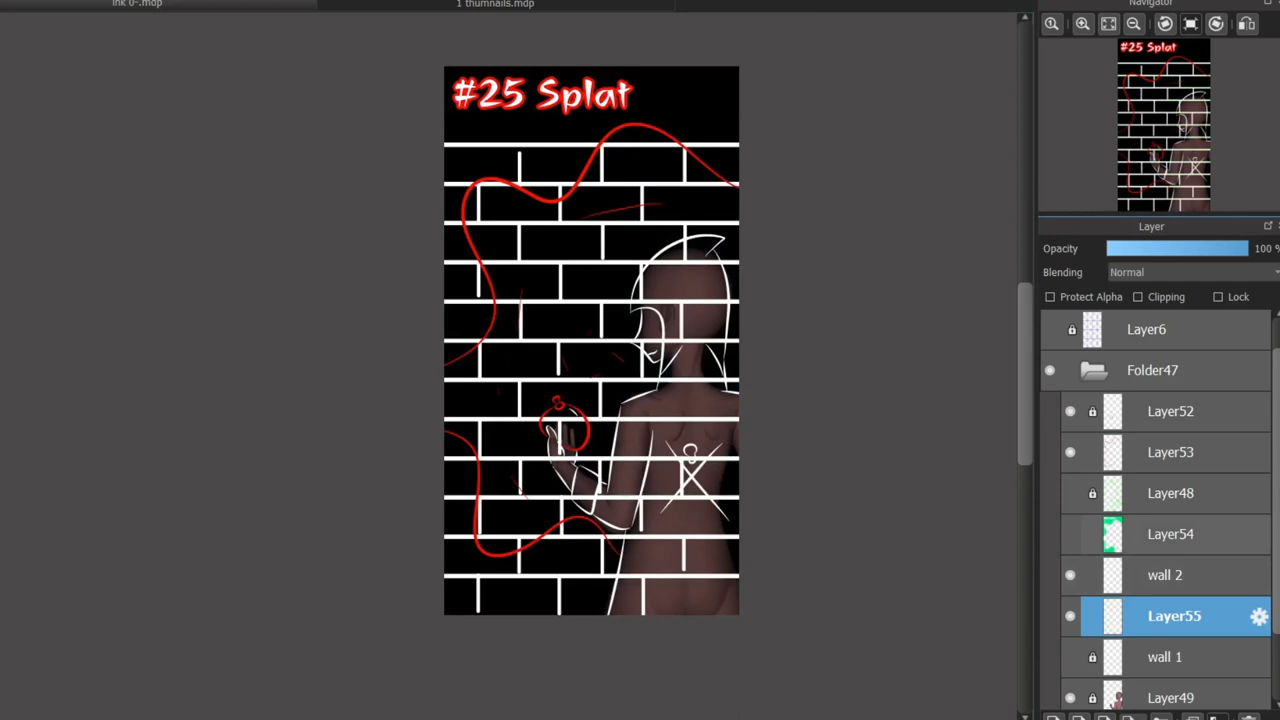 ink 0-.mdp
1 thumnails.mdp
Navigator
#25 Splat
#25 Splat
Layer
Opacity 100 %
Blending Normal
Protect Alpha Clipping Lock
Layer6
Folder47
Layer52
Layer53
Layer48
Layer54
wall 2
Layer55
wall 1
Layer49